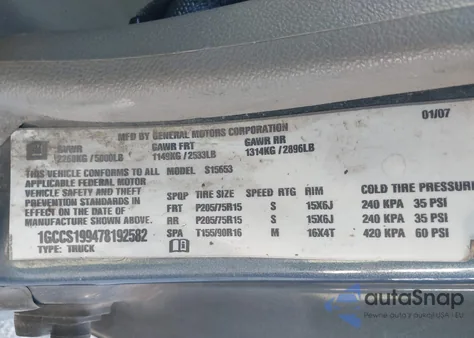 MFD BY GENERAL MOTORS CORPORATION 01/07
GVWR GAWR FRT GAWR RR
2268KG / 5000LB 1149KG / 2533LB 1314KG / 2896LB
THIS VEHICLE CONFORMS TO ALL MODEL S15653
APPLICABLE FEDERAL MOTOR
VEHICLE SAFETY AND THEFT
PREVENTION STANDARDS IN
EFFECT ON THE DATE OF
MANUFACTURE SHOWN ABOVE.
1GCCS199478192582
TYPE: TRUCK
SPQP TIRE SIZE SPEED RTG RIM COLD TIRE PRESSURE
FRT P205/75R15 S 15X6J 240 KPA 35 PSI
RR P205/75R15 S 15X6J 240 KPA 35 PSI
SPA T155/90R16 M 16X4T 420 KPA 60 PSI
autoSnap